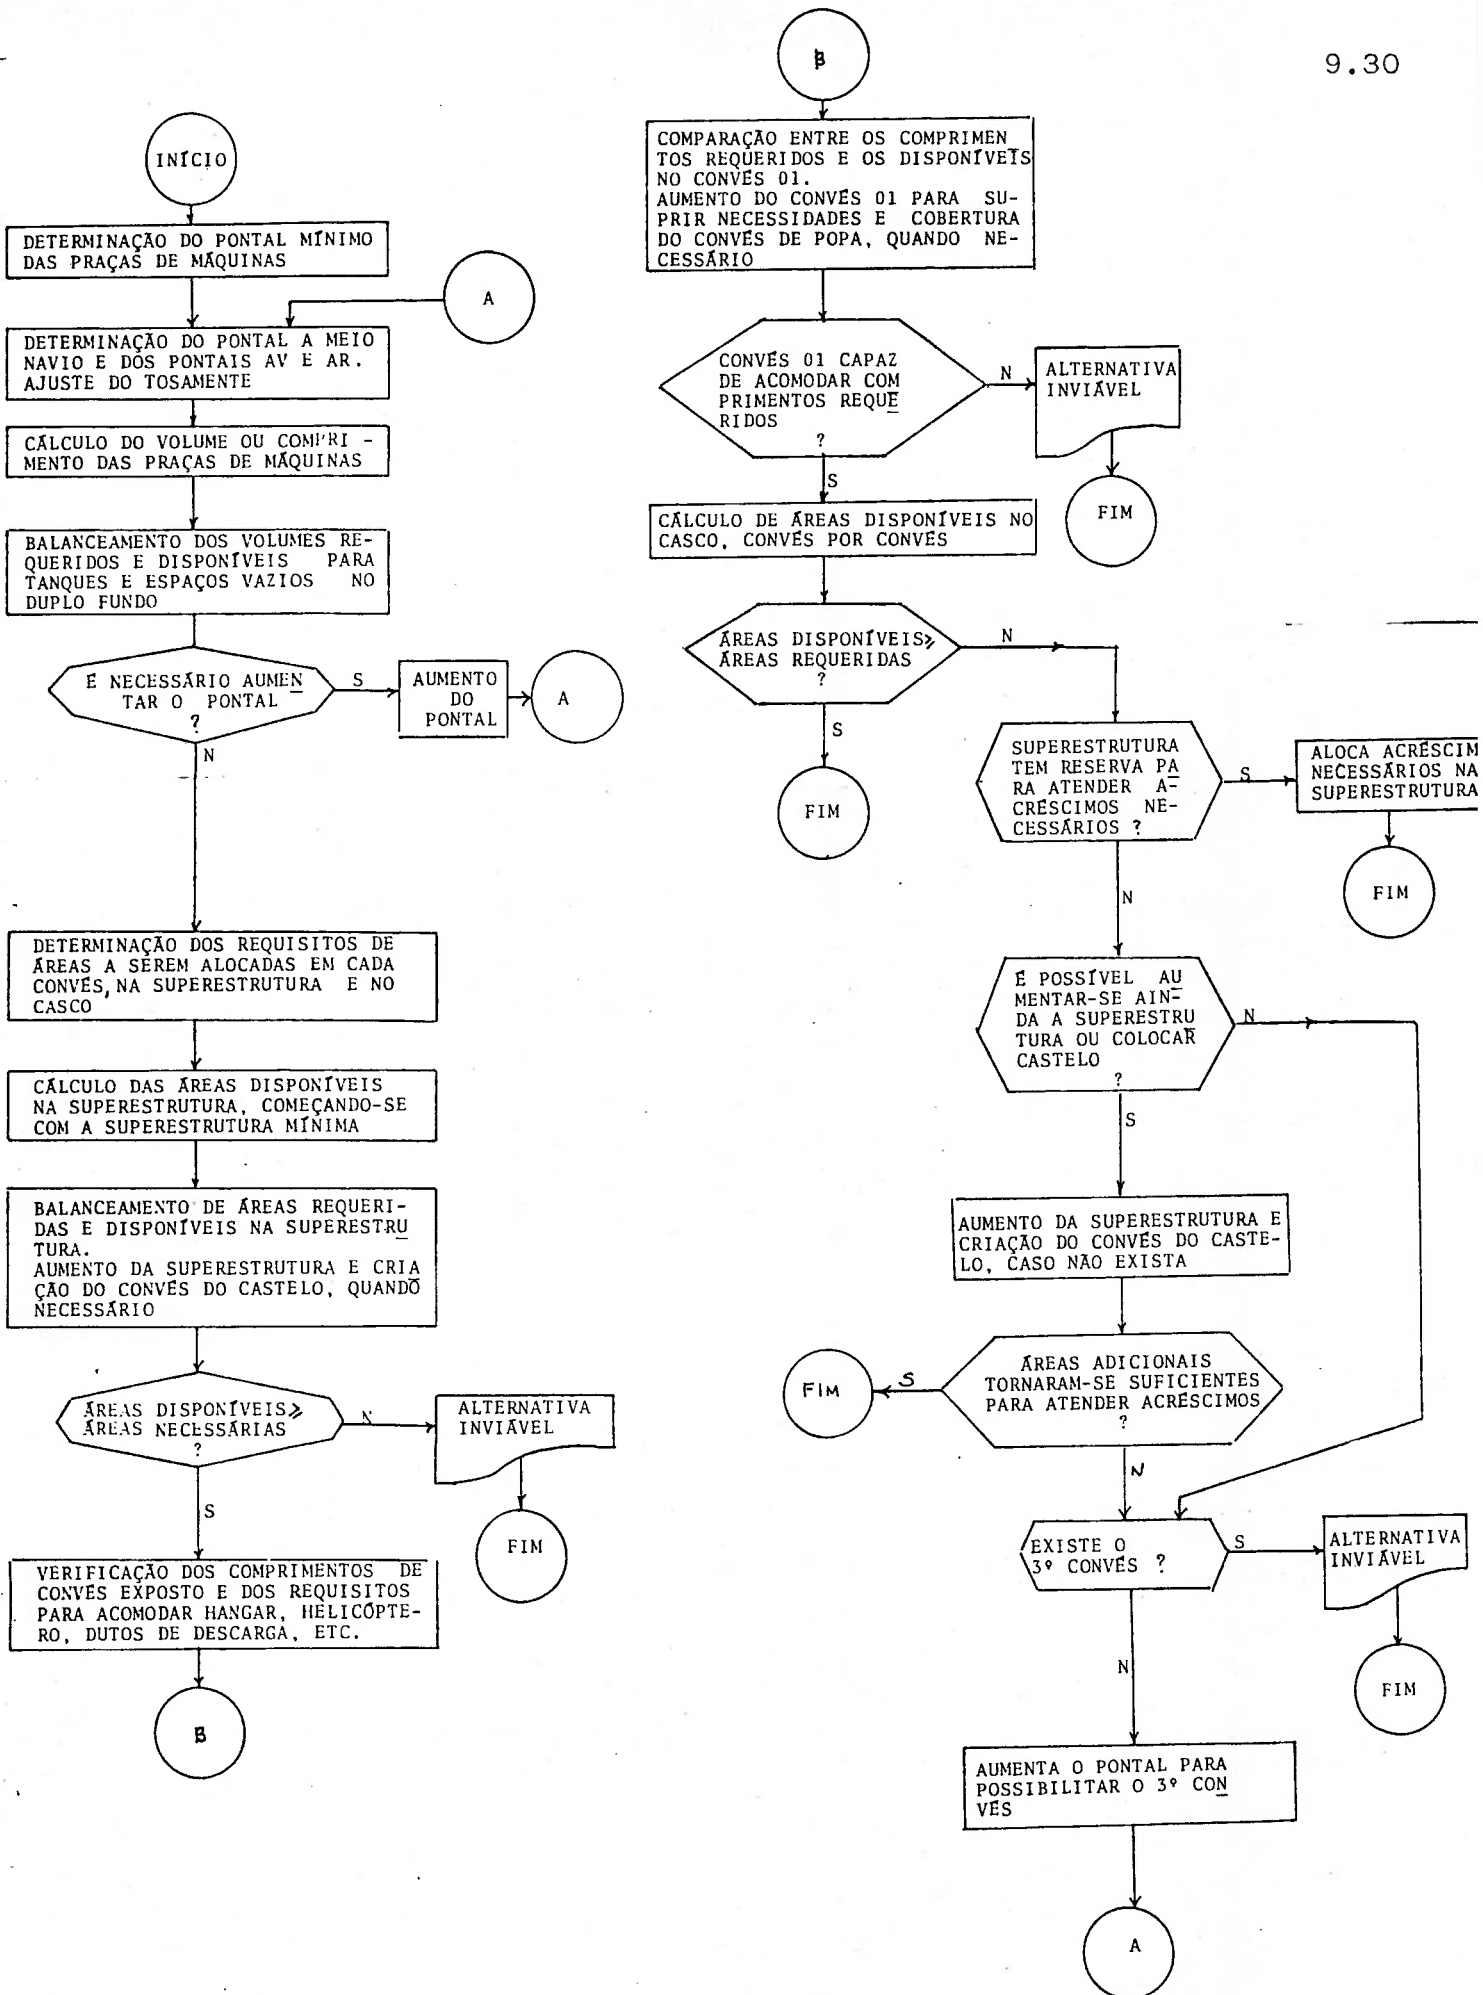 9.30
INÍCIO
DETERMINAÇÃO DO PONTAL MÍNIMO
DAS PRAÇAS DE MÁQUINAS
A
DETERMINAÇÃO DO PONTAL A MEIO
NAVIO E DOS PONTAIS AV E AR.
AJUSTE DO TOSAMENTE
CÁLCULO DO VOLUME OU COMPRI -
MENTO DAS PRAÇAS DE MÁQUINAS
BALANCEAMENTO DOS VOLUMES RE-
QUERIDOS E DISPONÍVEIS PARA
TANQUES E ESPAÇOS VAZIOS NO
DUPLO FUNDO
É NECESSÁRIO AUMEN
TAR O PONTAL
?
S
AUMENTO
DO
PONTAL
A
N
DETERMINAÇÃO DOS REQUISITOS DE
ÁREAS A SEREM ALOCADAS EM CADA
CONVÉS, NA SUPERESTRUTURA E NO
CASCO
CÁLCULO DAS ÁREAS DISPONÍVEIS
NA SUPERESTRUTURA, COMEÇANDO-SE
COM A SUPERESTRUTURA MÍNIMA
BALANCEAMENTO DE ÁREAS REQUERI-
DAS E DISPONÍVEIS NA SUPERESTRU
TURA.
AUMENTO DA SUPERESTRUTURA E CRIA
ÇÃO DO CONVÉS DO CASTELO, QUANDO
NECESSÁRIO
ÁREAS DISPONÍVEIS⩾
ÁREAS NECESSÁRIAS
?
N
ALTERNATIVA
INVIÁVEL
FIM
S
VERIFICAÇÃO DOS COMPRIMENTOS DE
CONVÉS EXPOSTO E DOS REQUISITOS
PARA ACOMODAR HANGAR, HELICÓPTE-
RO, DUTOS DE DESCARGA, ETC.
B
B
COMPARAÇÃO ENTRE OS COMPRIMEN
TOS REQUERIDOS E OS DISPONÍVEIS
NO CONVÉS 01.
AUMENTO DO CONVÉS 01 PARA SU-
PRIR NECESSIDADES E COBERTURA
DO CONVÉS DE POPA, QUANDO NE-
CESSÁRIO
CONVÉS 01 CAPAZ
DE ACOMODAR COM
PRIMENTOS REQUE
RIDOS
?
N
ALTERNATIVA
INVIÁVEL
FIM
S
CÁLCULO DE ÁREAS DISPONÍVEIS NO
CASCO, CONVÉS POR CONVÉS
ÁREAS DISPONÍVEIS⩾
ÁREAS REQUERIDAS
?
N
S
FIM
SUPERESTRUTURA
TEM RESERVA PA
RA ATENDER A-
CRÉSCIMOS NE-
CESSÁRIOS ?
S
ALOCA ACRÉSCIM
NECESSÁRIOS NA
SUPERESTRUTURA
FIM
N
É POSSÍVEL AU
MENTAR-SE AIN-
DA A SUPERESTRU
TURA OU COLOCAR
CASTELO
?
N
S
AUMENTO DA SUPERESTRUTURA E
CRIAÇÃO DO CONVÉS DO CASTE-
LO, CASO NÃO EXISTA
ÁREAS ADICIONAIS
TORNARAM-SE SUFICIENTES
PARA ATENDER ACRÉSCIMOS
?
S
FIM
N
EXISTE O
3º CONVÉS ?
S
ALTERNATIVA
INVIÁVEL
FIM
N
AUMENTA O PONTAL PARA
POSSIBILITAR O 3º CON
VÉS
A